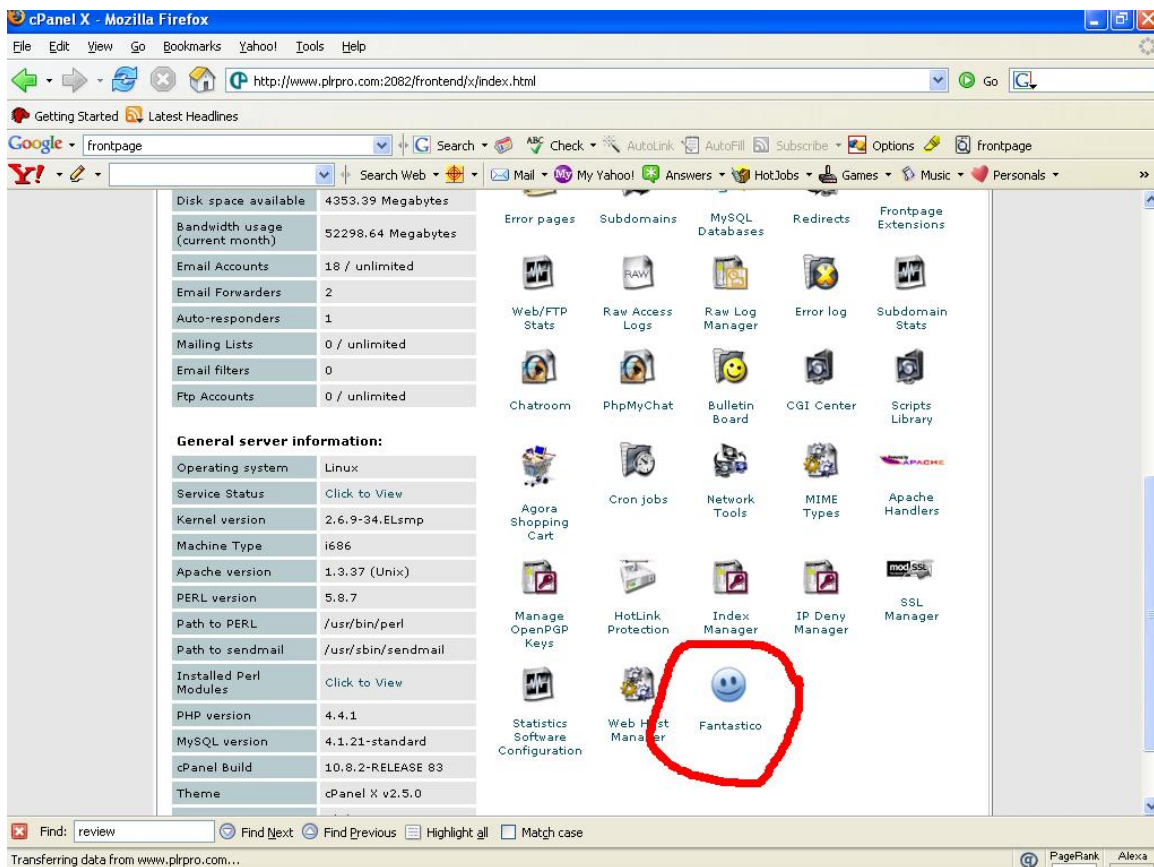 cPanel X - Mozilla Firefox
File Edit View Go Bookmarks Yahoo! Tools Help
http://www.plrpro.com:2082/frontend/x/index.html Go G
Getting Started Latest Headlines
Google frontpage G Search ABC Check AutoLink AutoFill Subscribe Options frontpage
Y! Search Web Mail My Yahoo! Answers HotJobs Games Music Personals »
Disk space available 4353.39 Megabytes
Bandwidth usage
(current month) 52298.64 Megabytes
Email Accounts 18 / unlimited
Email Forwarders 2
Auto-responders 1
Mailing Lists 0 / unlimited
Email filters 0
Ftp Accounts 0 / unlimited
General server information:
Operating system Linux
Service Status Click to View
Kernel version 2.6.9-34.ELsmp
Machine Type i686
Apache version 1.3.37 (Unix)
PERL version 5.8.7
Path to PERL /usr/bin/perl
Path to sendmail /usr/sbin/sendmail
Installed Perl
Modules Click to View
PHP version 4.4.1
MySQL version 4.1.21-standard
cPanel Build 10.8.2-RELEASE 83
Theme cPanel X v2.5.0
Error pages
Subdomains
MySQL
Databases
Redirects
Frontpage
Extensions
Web/FTP
Stats
RAW
Raw Access
Logs
Raw Log
Manager
Error log
Subdomain
Stats
Chatroom
PhpMyChat
Bulletin
Board
CGI Center
Scripts
Library
Agora
Shopping
Cart
Cron jobs
Network
Tools
MIME
Types
APACHE
Apache
Handlers
Manage
OpenPGP
Keys
HotLink
Protection
Index
Manager
IP Deny
Manager
mod SSL
SSL
Manager
Statistics
Software
Configuration
Web Host
Manager
Fantastico
Find: review Find Next Find Previous Highlight all Match case
Transferring data from www.plrpro.com... @ PageRank Alexa